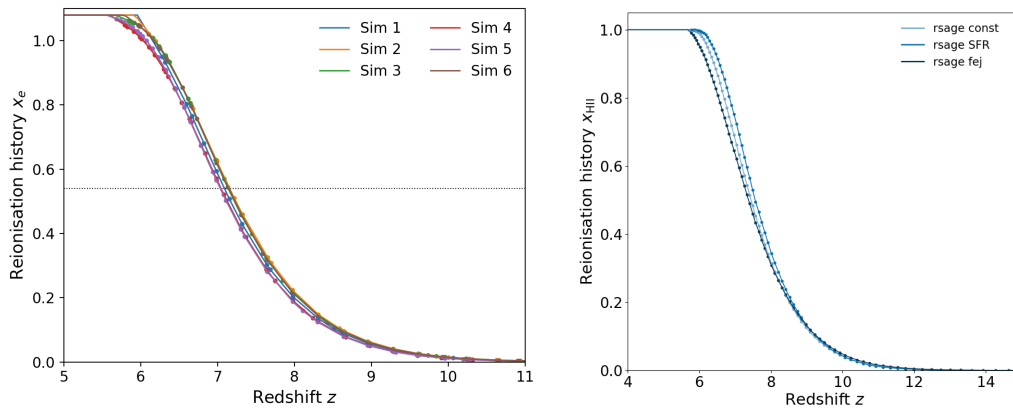 Reionisation history x_e
1.0
0.8
0.6
0.4
0.2
0.0
5 6 7 8 9 10 11
Redshift z
Sim 1 Sim 4
Sim 2 Sim 5
Sim 3 Sim 6
Reionisation history x_HII
1.0
0.8
0.6
0.4
0.2
0.0
4 6 8 10 12 14
Redshift z
rsage const
rsage SFR
rsage fej